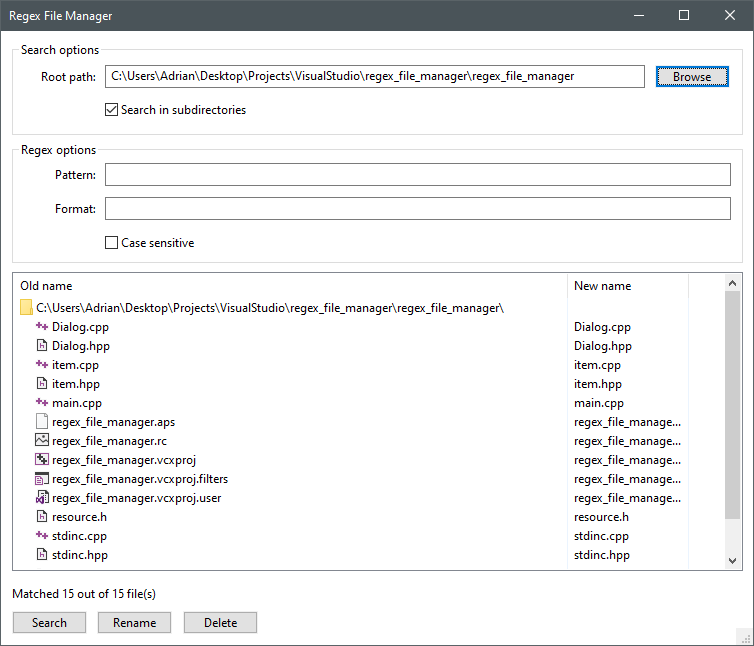 Regex File Manager
Search options
Root path: C:\Users\Adrian\Desktop\Projects\VisualStudio\regex_file_manager\regex_file_manager Browse
Search in subdirectories
Regex options
Pattern:
Format:
Case sensitive
Old name New name
C:\Users\Adrian\Desktop\Projects\VisualStudio\regex_file_manager\regex_file_manager\
Dialog.cpp Dialog.cpp
Dialog.hpp Dialog.hpp
item.cpp item.cpp
item.hpp item.hpp
main.cpp main.cpp
regex_file_manager.aps regex_file_manage...
regex_file_manager.rc regex_file_manage...
regex_file_manager.vcxproj regex_file_manage...
regex_file_manager.vcxproj.filters regex_file_manage...
regex_file_manager.vcxproj.user regex_file_manage...
resource.h resource.h
stdinc.cpp stdinc.cpp
stdinc.hpp stdinc.hpp
Matched 15 out of 15 file(s)
Search Rename Delete